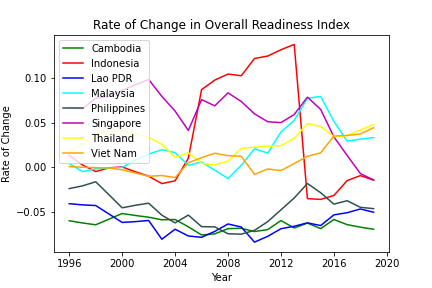 Rate of Change in Overall Readiness Index
Rate of Change
0.10
0.05
0.00
−0.05
Cambodia
Indonesia
Lao PDR
Malaysia
Philippines
Singapore
Thailand
Viet Nam
1996 2000 2004 2008 2012 2016 2020
Year